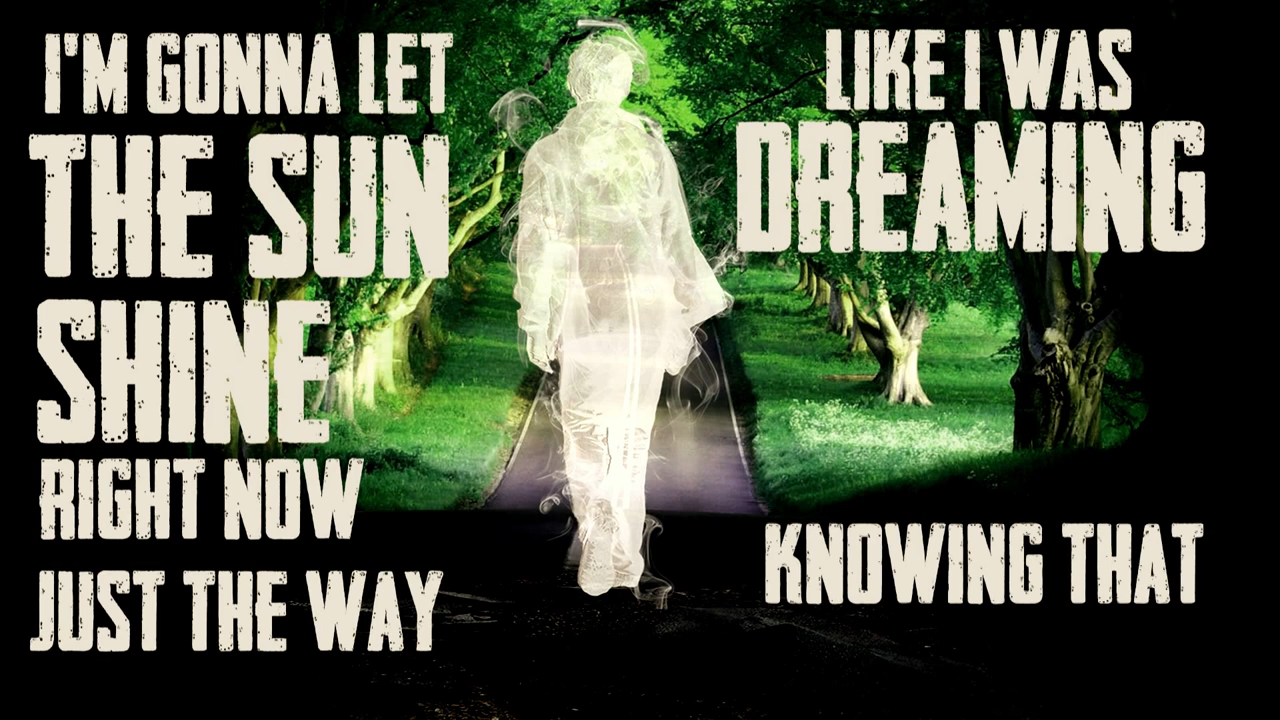 I'M GONNA LET
THE SUN
SHINE
RIGHT NOW
JUST THE WAY
LIKE I WAS
DREAMING
KNOWING THAT